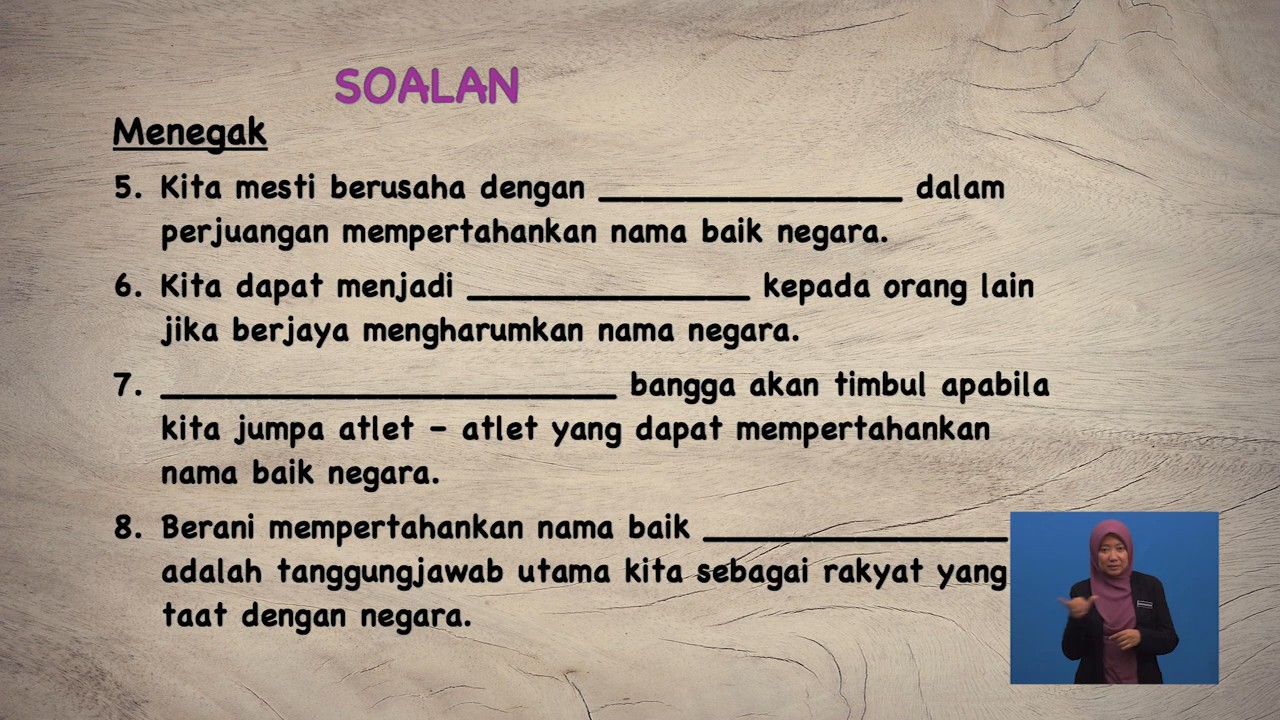 SOALAN
Menegak
5. Kita mesti berusaha dengan ________________ dalam
perjuangan mempertahankan nama baik negara.
6. Kita dapat menjadi _______________ kepada orang lain
jika berjaya mengharumkan nama negara.
7. ________________________ bangga akan timbul apabila
kita jumpa atlet – atlet yang dapat mempertahankan
nama baik negara.
8. Berani mempertahankan nama baik ________________
adalah tanggungjawab utama kita sebagai rakyat yang
taat dengan negara.